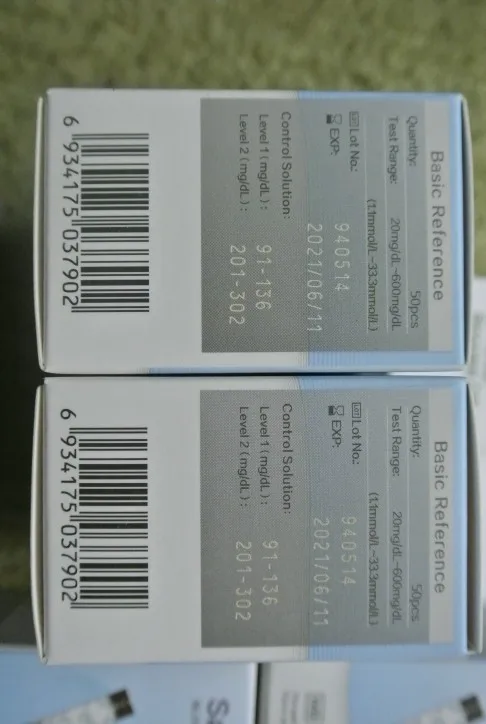 Basic Reference
Quantity: 50pcs
Test Range: 20mg/dL~600mg/dL
(1.1mmol/L~33.3mmol/L)
LOT Lot No.: 940514
EXP: 2021/06/11
Control Solution:
Level 1 (mg/dL): 91-136
Level 2 (mg/dL): 201-302
6 934175 037902
Basic Reference
Quantity: 50pcs
Test Range: 20mg/dL~600mg/dL
(1.1mmol/L~33.3mmol/L)
LOT Lot No.: 940514
EXP: 2021/06/11
Control Solution:
Level 1 (mg/dL): 91-136
Level 2 (mg/dL): 201-302
6 934175 037902